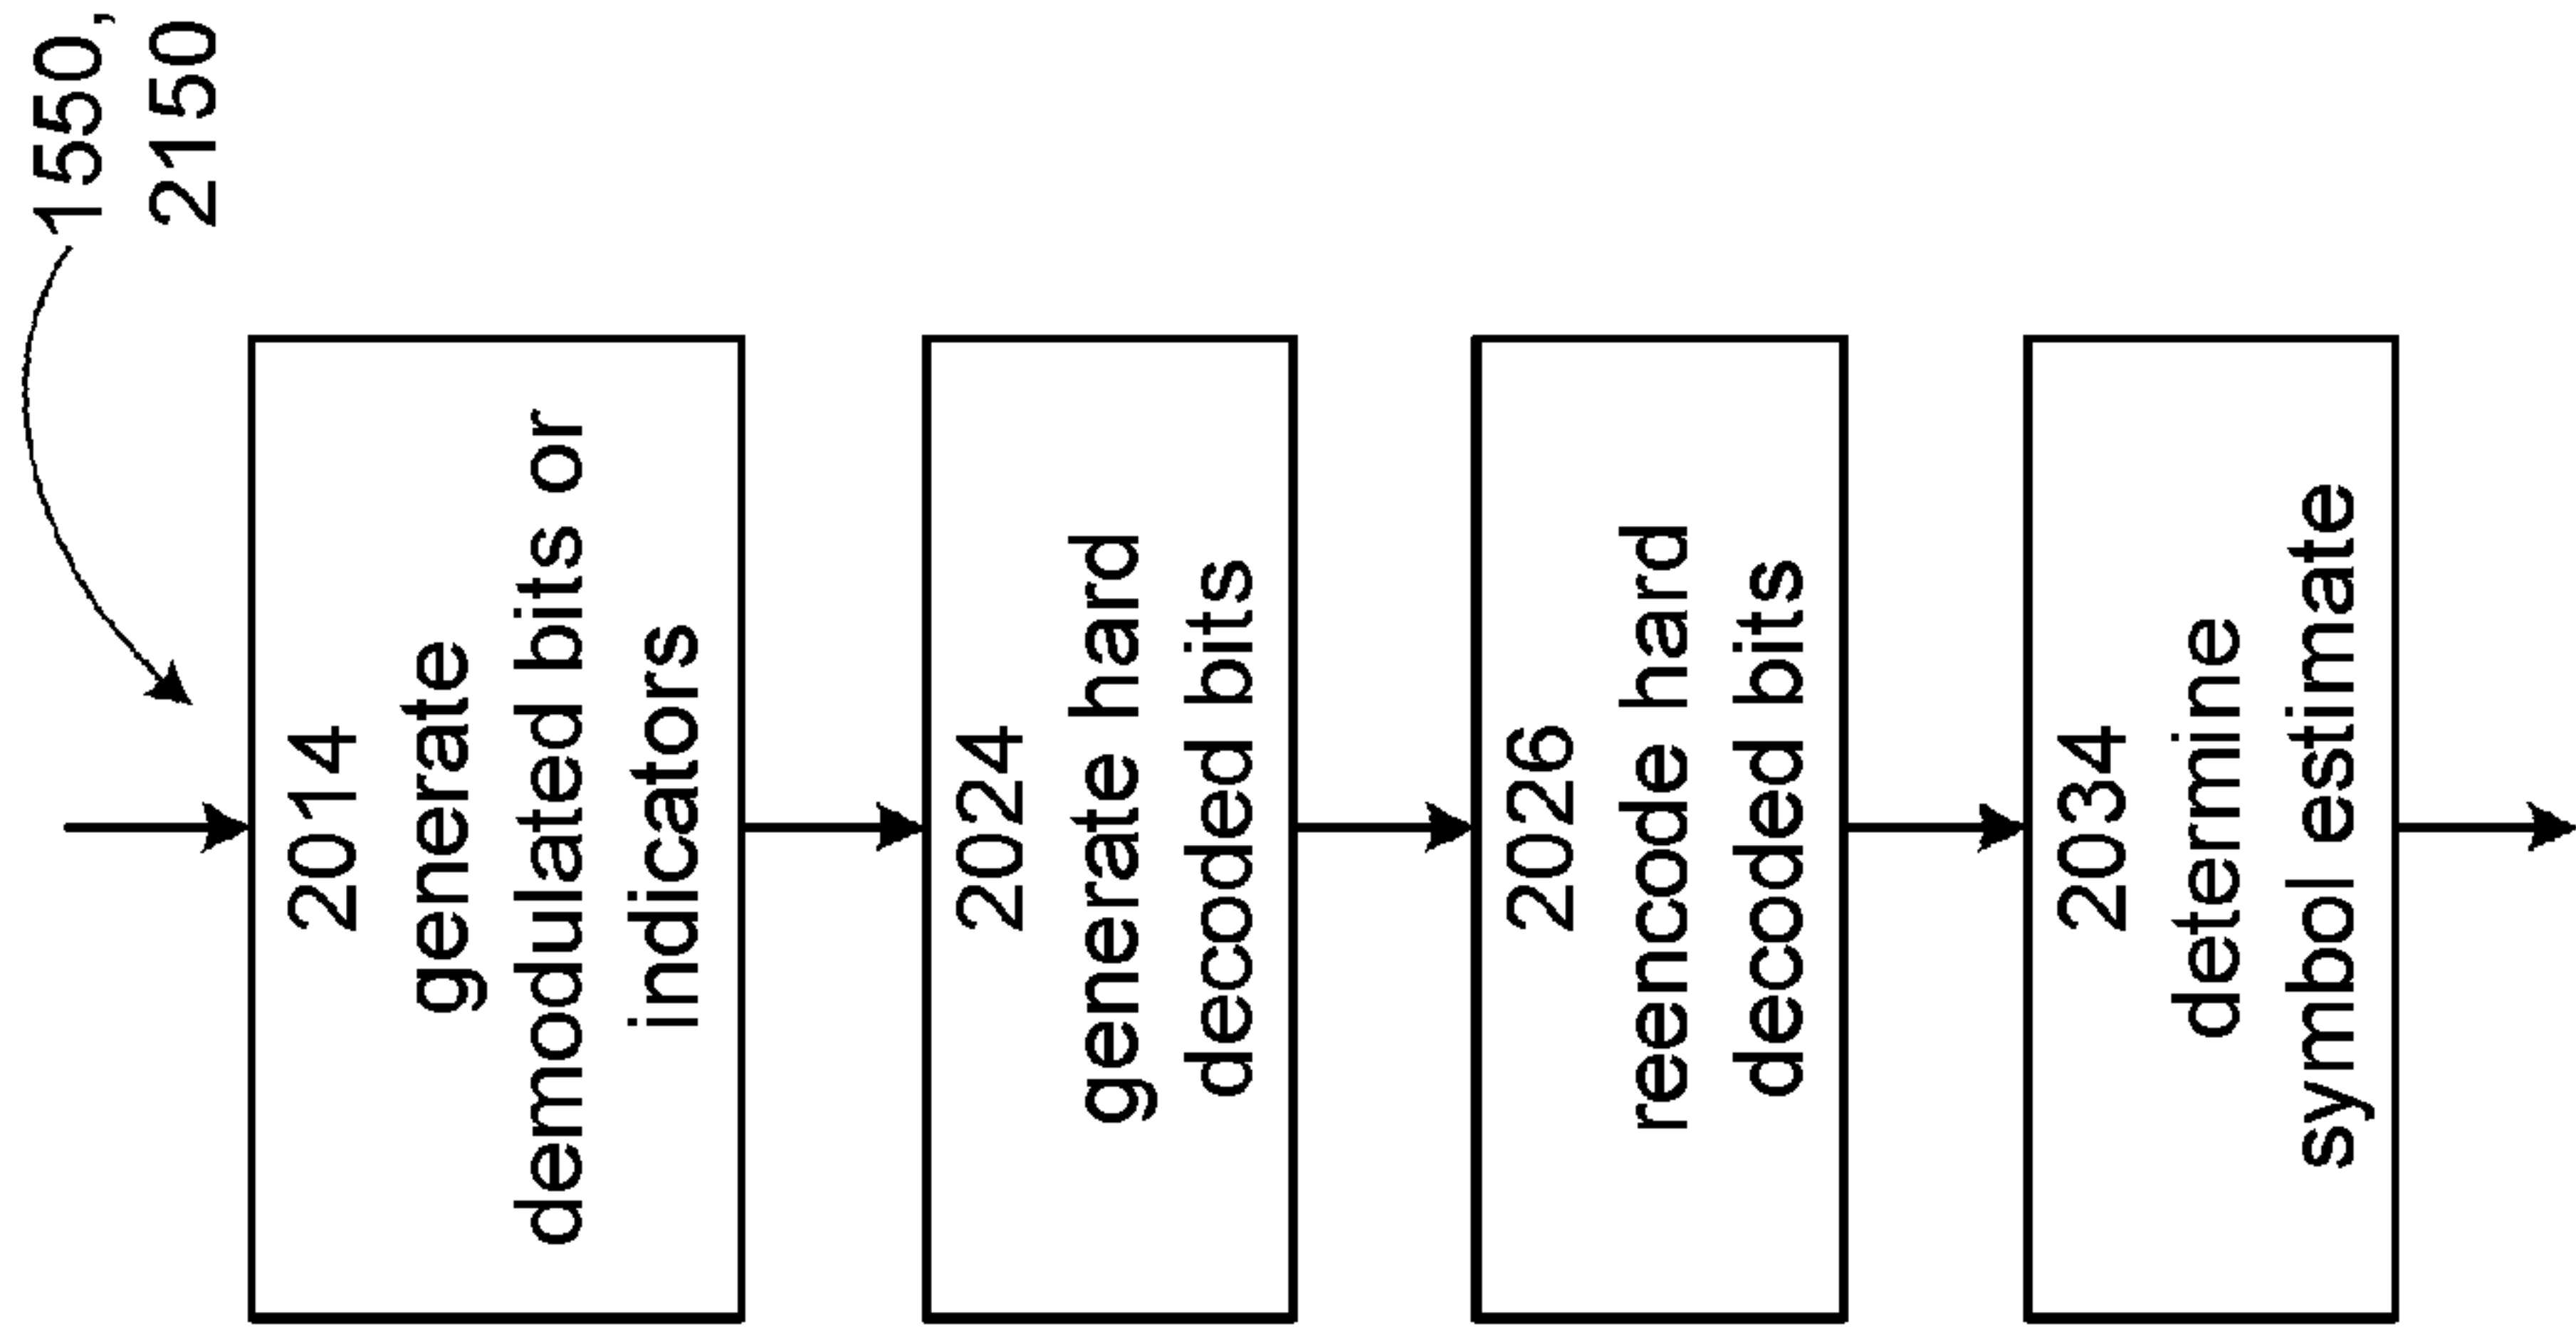 1550,
2150
2014
generate
demodulated bits or
indicators
2024
generate hard
decoded bits
2026
reencode hard
decoded bits
2034
determine
symbol estimate